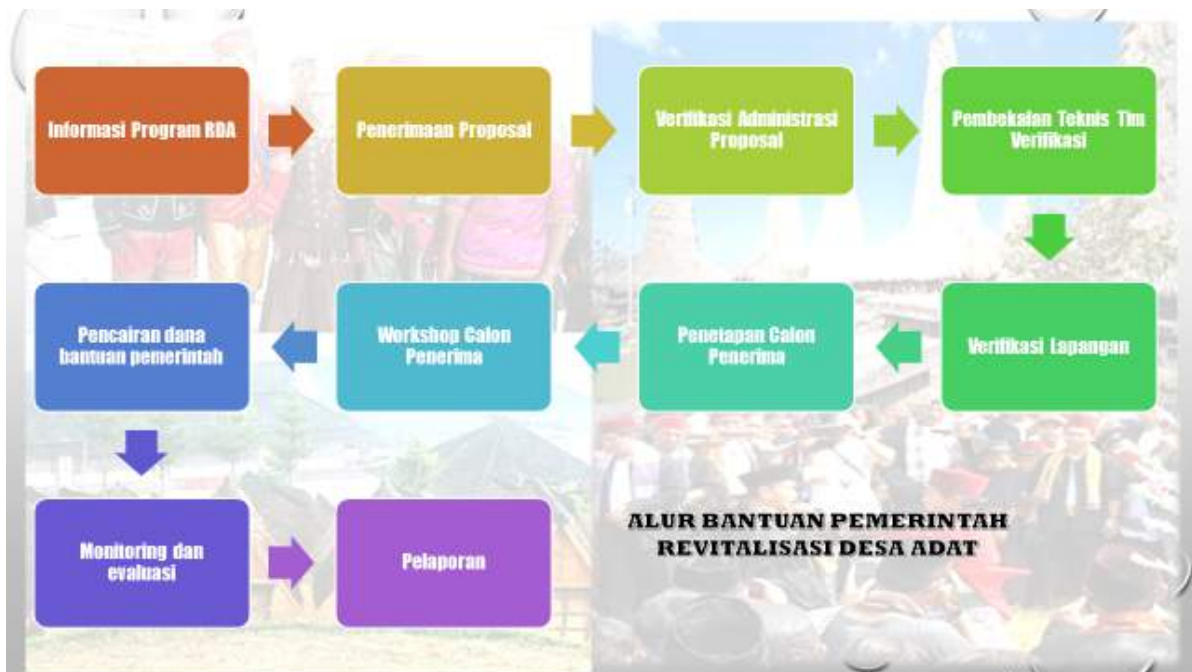 Informasi Program RDA
Penerimaan Proposal
Verifikasi Administrasi
Proposal
Pembekalan Teknis Tim
Verifikasi
Verifikasi Lapangan
Penetapan Calon
Penerima
Workshop Calon
Penerima
Pencairan dana
bantuan pemerintah
Monitoring dan
evaluasi
Pelaporan
ALUR BANTUAN PEMERINTAH
REVITALISASI DESA ADAT